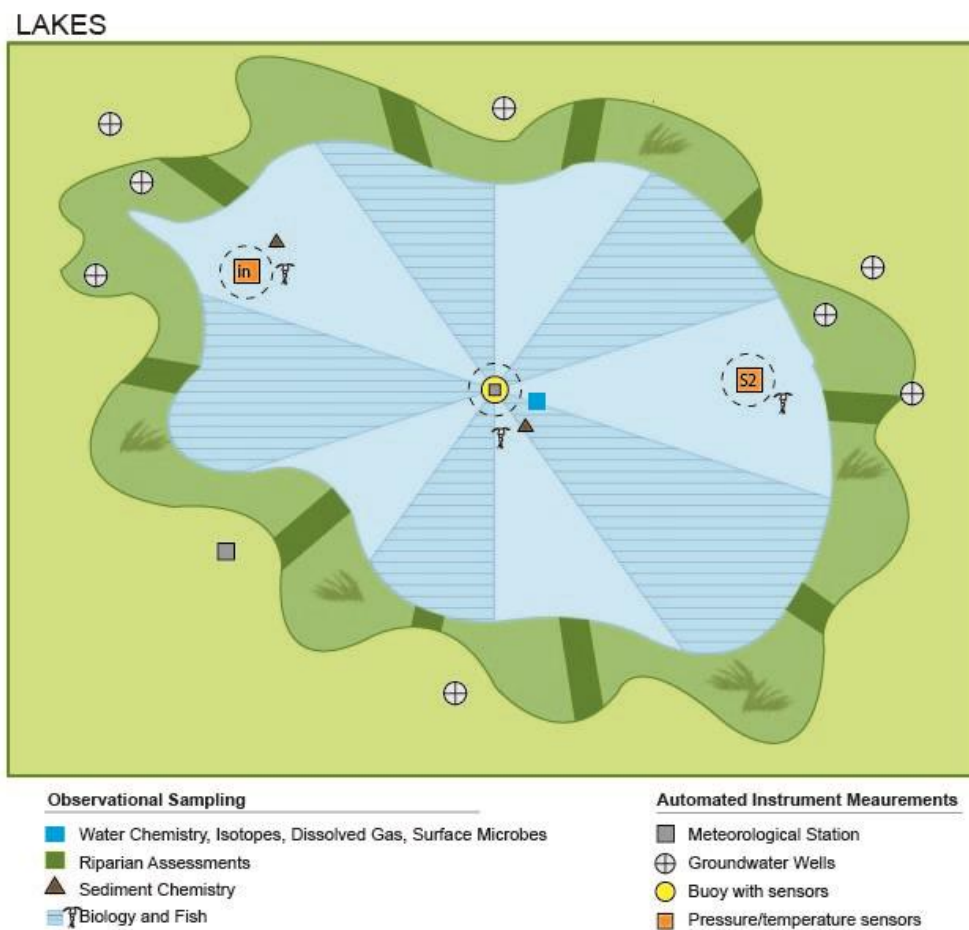 LAKES
in
S2
Observational Sampling
Water Chemistry, Isotopes, Dissolved Gas, Surface Microbes
Riparian Assessments
Sediment Chemistry
Biology and Fish
Automated Instrument Meaurements
Meteorological Station
Groundwater Wells
Buoy with sensors
Pressure/temperature sensors